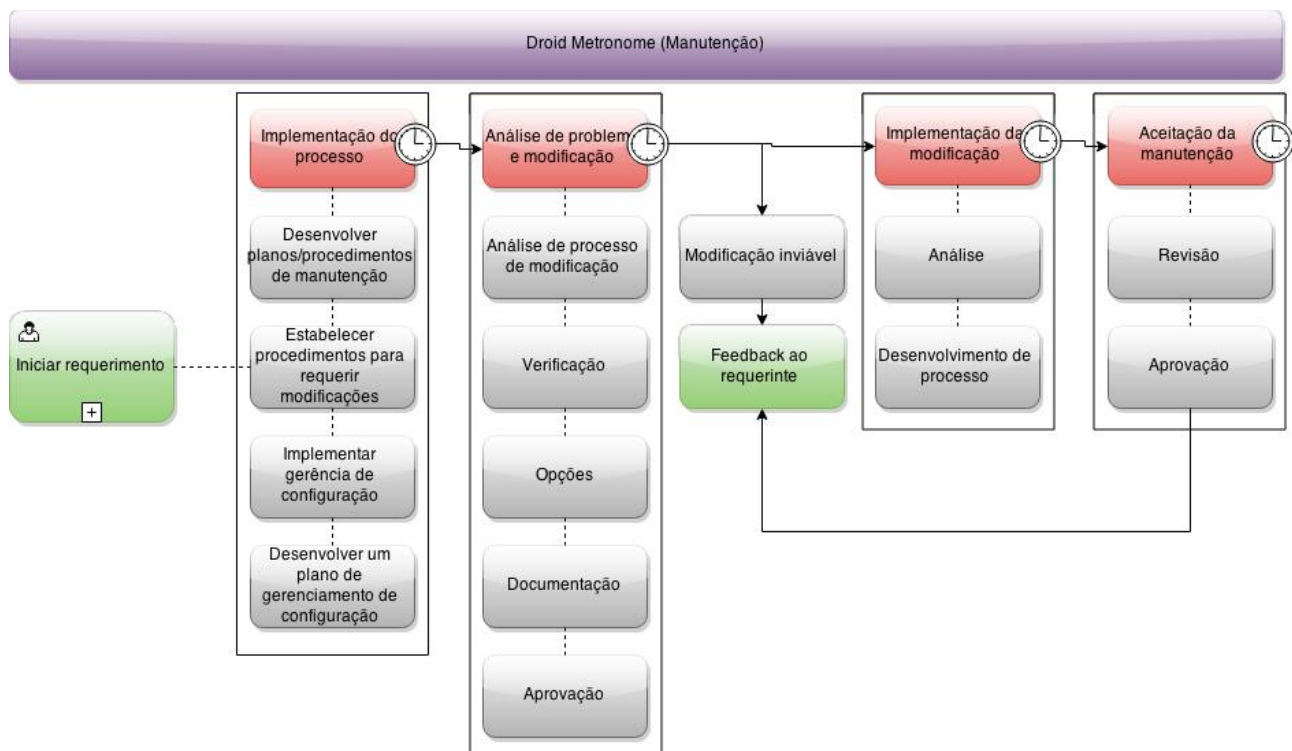 Droid Metronome (Manutenção)
Iniciar requerimento
Implementação do
processo
Desenvolver
planos/procedimentos
de manutenção
Estabelecer
procedimentos para
requerir
modificações
Implementar
gerência de
configuração
Desenvolver um
plano de
gerenciamento de
configuração
Análise de problema
e modificação
Análise de processo
de modificação
Verificação
Opções
Documentação
Aprovação
Modificação inviável
Feedback ao
requerinte
Implementação da
modificação
Análise
Desenvolvimento de
processo
Aceitação da
manutenção
Revisão
Aprovação